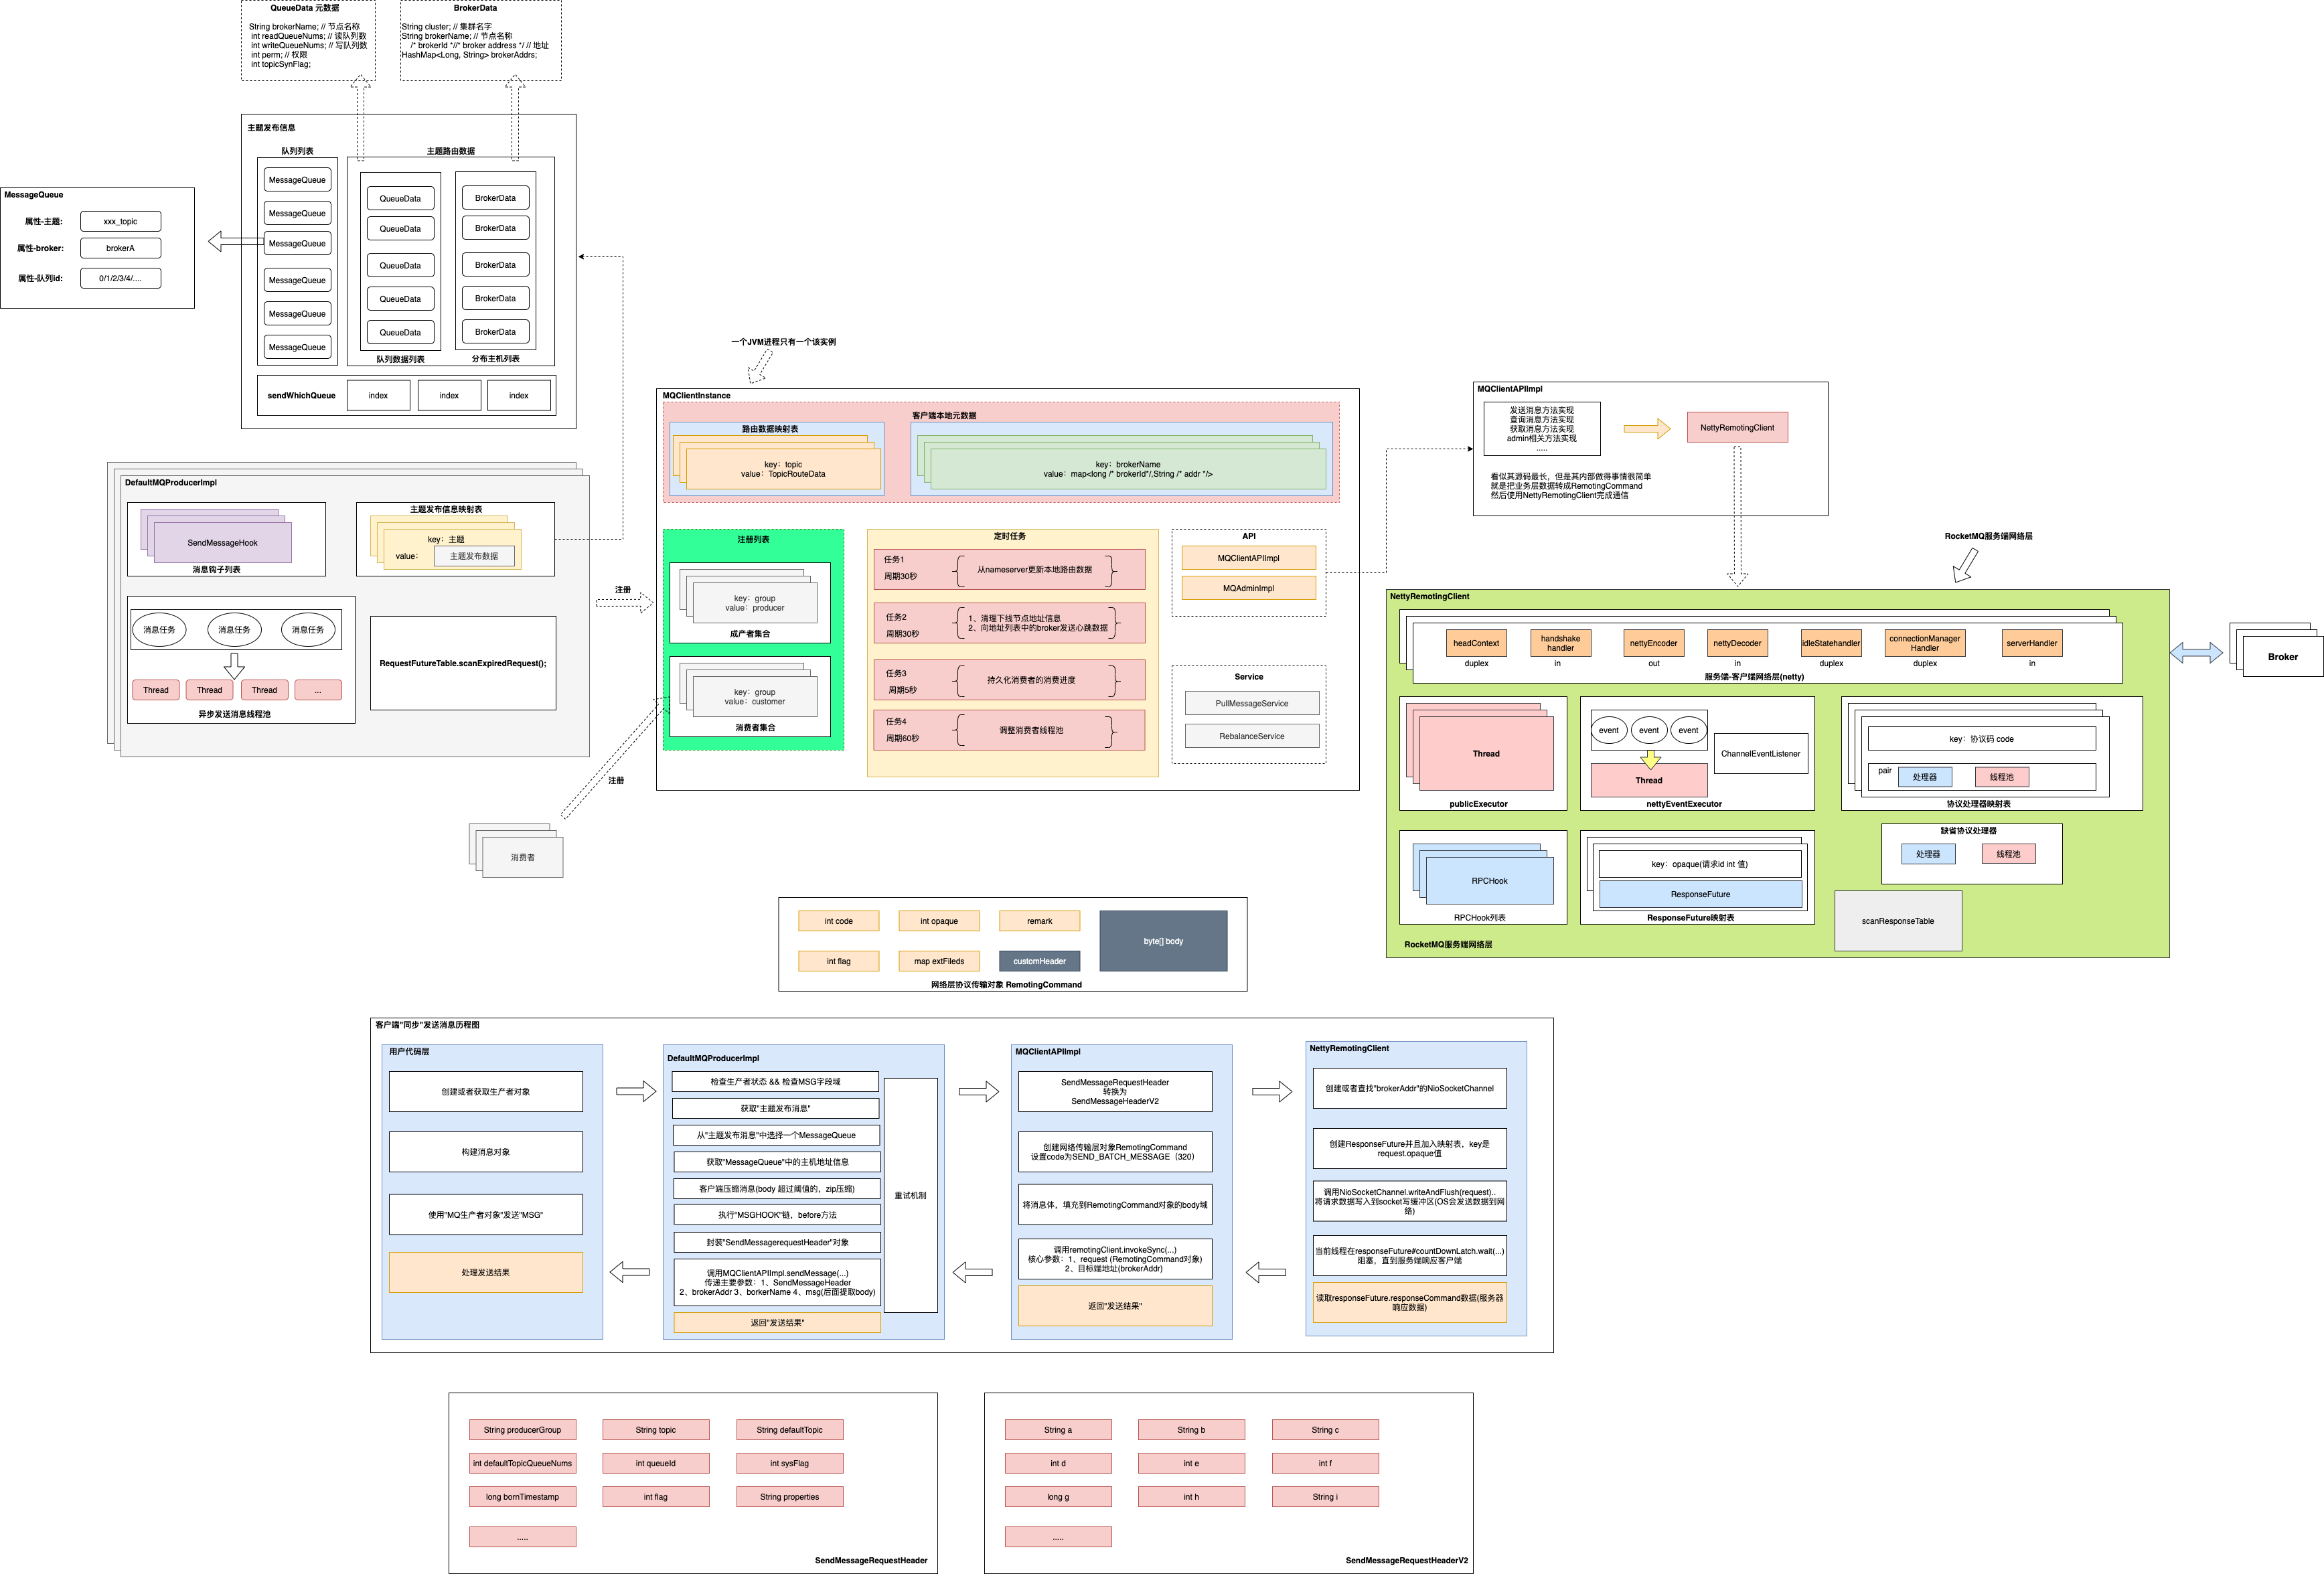 QueueData 元数据
String brokerName; // 节点名称
int readQueueNums; // 读队列数
int writeQueueNums; // 写队列数
int perm; // 权限
int topicSynFlag;
BrokerData
String cluster; // 集群名字
String brokerName; // 节点名称
/* brokerId *//* broker address */ // 地址
HashMap<Long, String> brokerAddrs;
主题发布信息
队列列表
主题路由数据
MessageQueue
MessageQueue
MessageQueue
MessageQueue
MessageQueue
MessageQueue
QueueData
QueueData
QueueData
QueueData
QueueData
队列数据列表
BrokerData
BrokerData
BrokerData
BrokerData
BrokerData
分布主机列表
sendWhichQueue
index
index
index
MessageQueue
属性-主题:
xxx_topic
属性-broker:
brokerA
属性-队列id:
0/1/2/3/4/....
DefaultMQProducerImpl
SendMessageHook
消息钩子列表
主题发布信息映射表
key：主题
value：
主题发布数据
消息任务
消息任务
消息任务
Thread
Thread
Thread
...
异步发送消息线程池
RequestFutureTable.scanExpiredRequest();
注册
注册
消费者
一个JVM进程只有一个该实例
MQClientInstance
客户端本地元数据
路由数据映射表
key：topic
value：TopicRouteData
key：brokerName
value：map<long /* brokerId*/,String /* addr */>
注册列表
key：group
value：producer
成产者集合
key：group
value：customer
消费者集合
定时任务
任务1
周期30秒
从nameserver更新本地路由数据
任务2
周期30秒
1、清理下线节点地址信息
2、向地址列表中的broker发送心跳数据
任务3
周期5秒
持久化消费者的消费进度
任务4
周期60秒
调整消费者线程池
API
MQClientAPIImpl
MQAdminImpl
Service
PullMessageService
RebalanceService
MQClientAPIImpl
发送消息方法实现
查询消息方法实现
获取消息方法实现
admin相关方法实现
.....
NettyRemotingClient
看似其源码最长，但是其内部做得事情很简单
就是把业务层数据转成RemotingCommand
然后使用NettyRemotingClient完成通信
RocketMQ服务端网络层
NettyRemotingClient
headContext
handshake
handler
nettyEncoder
nettyDecoder
idleStatehandler
connectionManager
Handler
serverHandler
duplex
in
out
in
duplex
duplex
in
服务端-客户端网络层(netty)
Broker
Thread
publicExecutor
event
event
event
Thread
ChannelEventListener
nettyEventExecutor
key：协议码 code
pair
处理器
线程池
协议处理器映射表
RPCHook
RPCHook列表
key：opaque(请求id int 值)
ResponseFuture
ResponseFuture映射表
缺省协议处理器
处理器
线程池
scanResponseTable
RocketMQ服务端网络层
int code
int opaque
remark
byte[] body
int flag
map extFileds
customHeader
网络层协议传输对象 RemotingCommand
客户端"同步"发送消息历程图
用户代码层
创建或者获取生产者对象
构建消息对象
使用"MQ生产者对象"发送"MSG"
处理发送结果
DefaultMQProducerImpl
检查生产者状态 && 检查MSG字段域
获取"主题发布消息"
从"主题发布消息"中选择一个MessageQueue
获取"MessageQueue"中的主机地址信息
客户端压缩消息(body 超过阈值的，zip压缩)
执行"MSGHOOK"链，before方法
封装"SendMessagerequestHeader"对象
调用MQClientAPIImpl.sendMessage(...)
传递主要参数：1、SendMessageHeader
2、brokerAddr 3、borkerName 4、msg(后面提取body)
返回"发送结果"
重试机制
MQClientAPIImpl
SendMessageRequestHeader
转换为
SendMessageHeaderV2
创建网络传输层对象RemotingCommand
设置code为SEND_BATCH_MESSAGE（320）
将消息体，填充到RemotingCommand对象的body域
调用remotingClient.invokeSync(...)
核心参数：1、request (RemotingCommand对象)
2、目标端地址(brokerAddr)
返回"发送结果"
NettyRemotingClient
创建或者查找"brokerAddr"的NioSocketChannel
创建ResponseFuture并且加入映射表，key是
request.opaque值
调用NioSocketChannel.writeAndFlush(request)..
将请求数据写入到socket写缓冲区(OS会发送数据到网
络)
当前线程在responseFuture#countDownLatch.wait(...)
阻塞，直到服务端响应客户端
读取responseFuture.responseCommand数据(服务器
响应数据)
String producerGroup
String topic
String defaultTopic
int defaultTopicQueueNums
int queueId
int sysFlag
long bornTimestamp
int flag
String properties
.....
SendMessageRequestHeader
String a
String b
String c
int d
int e
int f
long g
int h
String i
.....
SendMessageRequestHeaderV2